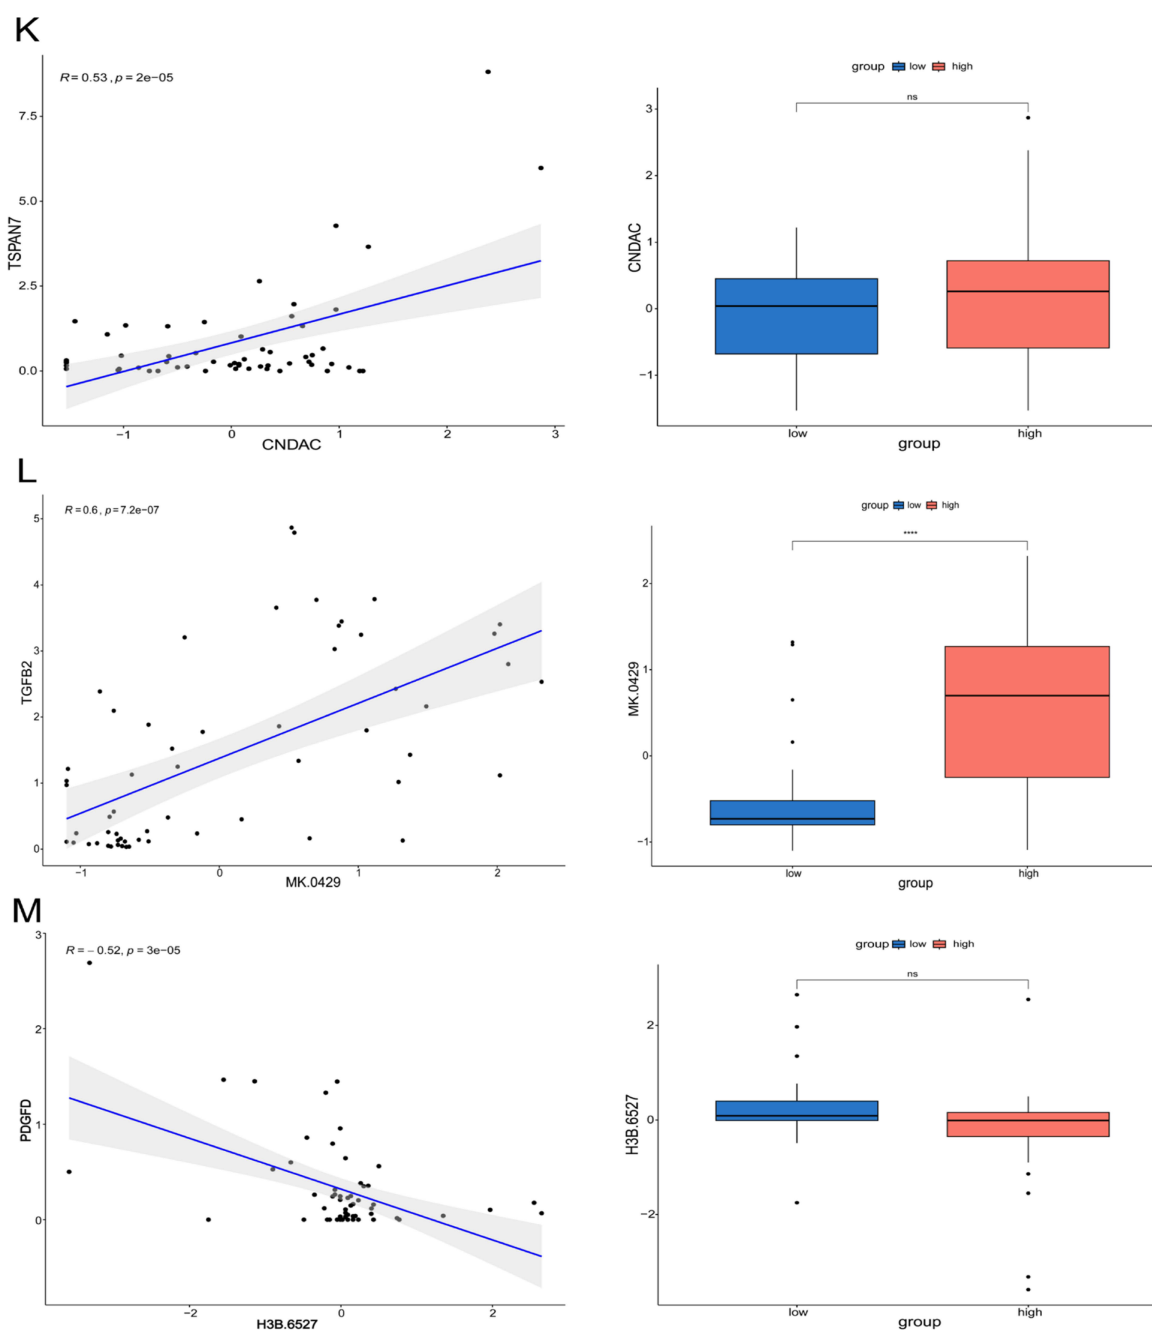 K
R = 0.53, p = 2e−05
TSPAN7
7.5
5.0
2.5
0.0
−1 0 1 2 3
CNDAC
group low high
ns
CNDAC
3
2
1
0
−1
low high
group
L
R = 0.6, p = 7.2e−07
TGFB2
5
4
3
2
1
0
−1 0 1 2
MK.0429
group low high
****
MK.0429
2
1
0
−1
low high
group
M
R = − 0.52, p = 3e−05
PDGFD
3
2
1
0
−2 0 2
H3B.6527
group low high
ns
H3B.6527
2
0
−2
low high
group